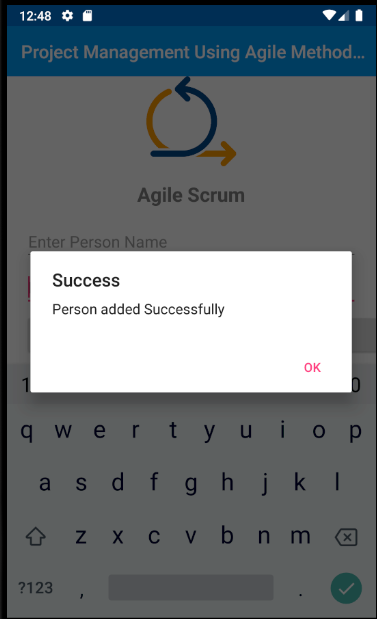 12:48
Project Management Using Agile Method...
Agile Scrum
Enter Person Name
Success
Person added Successfully
OK
1 0
q w e r t y u i o p
a s d f g h j k l
z x c v b n m
?123 , .